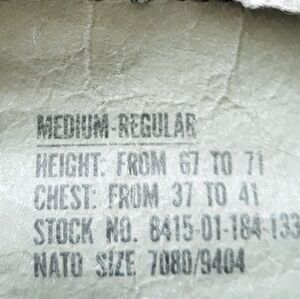 MEDIUM-REGULAR
HEIGHT: FROM 67 TO 71
CHEST: FROM 37 TO 41
STOCK NO. 8415-01-184-133
NATO SIZE 7080/9404